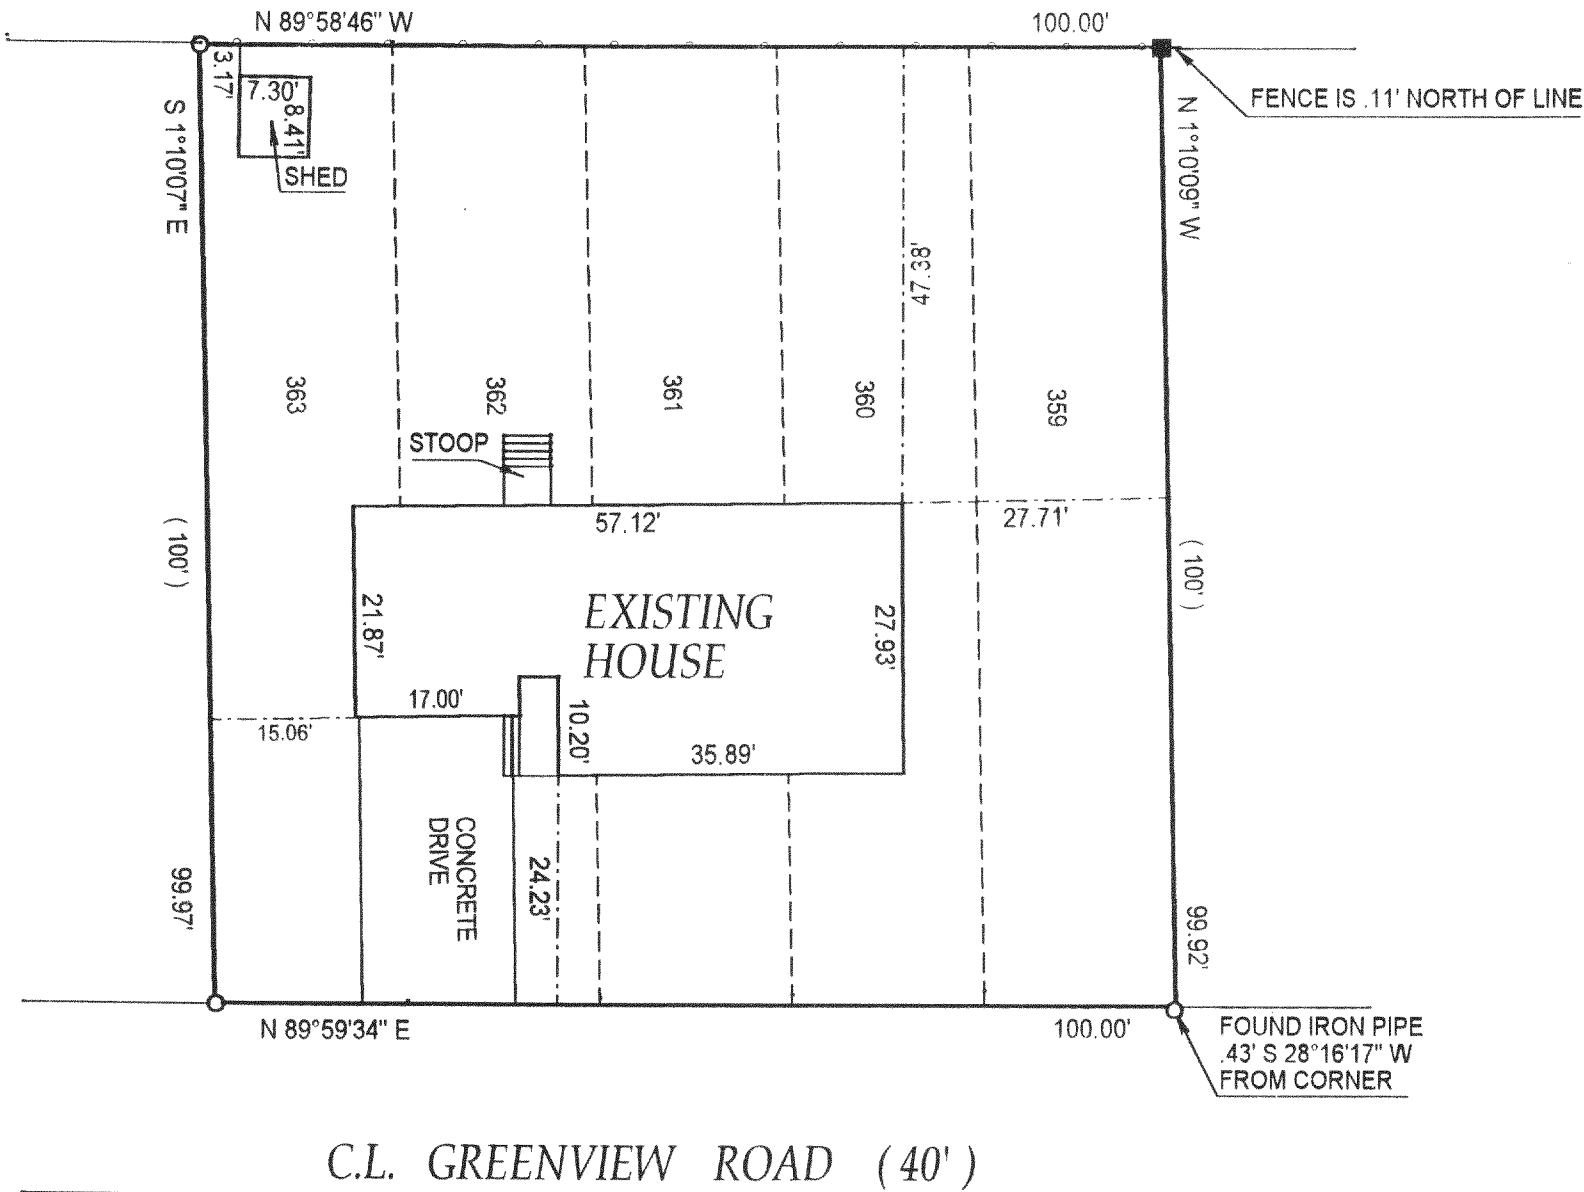 N 89°58'46" W
100.00'
3.17'
7.30'
8.41'
SHED
FENCE IS .11' NORTH OF LINE
S 1°10'07" E
N 1°10'09" W
47.38'
363
362
361
360
359
STOOP
57.12'
27.71'
( 100' )
( 100' )
21.87'
EXISTING
HOUSE
27.93'
17.00'
10.20'
15.06'
35.89'
CONCRETE
DRIVE
24.23'
99.97'
99.92'
N 89°59'34" E
100.00'
FOUND IRON PIPE
.43' S 28°16'17" W
FROM CORNER
C.L. GREENVIEW ROAD ( 40' )